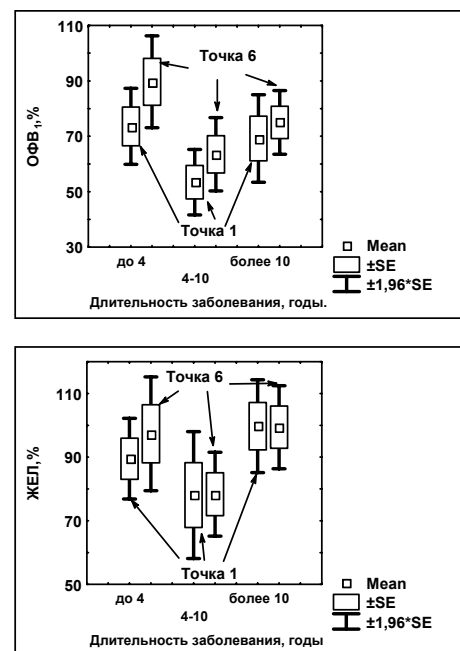 110
Точка 6
90
ОФВ1,%
70
50
Точка 1
30
Mean
до 4
более 10
±SE
4-10
±1,96*SE
Длительность заболевания, годы.
Точка 6
110
ЖЕЛ,%
90
70
Точка 1
50
Mean
до 4
более 10
±SE
4-10
±1,96*SE
Длительность заболевания, годы